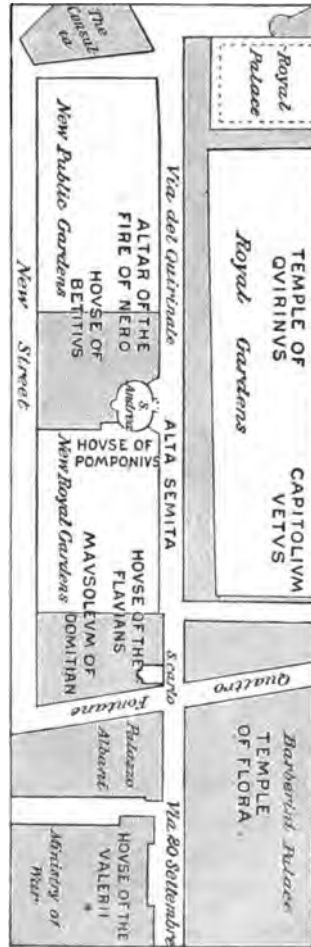 The
Consul
ta
Royal
Palace
Via del Quirinale
TEMPLE OF
QVIRINVS
Royal Gardens
CAPITOLIVM
VETVS
ALTAR OF THE
FIRE OF NERO
HOVSE OF
BETITIVS
New Public Gardens
New Street
S.
Andrea
ALTA SEMITA
HOVSE OF
POMPONIVS
HOVSE OF THE
FLAVIANS
MAVSOLEVM OF
DOMITIAN
New Royal Gardens
S. Carlo
Quattro
Fontane
Barberini Palace
TEMPLE
OF FLORA.
Palazzo
Albani
Via 20 Settembre
HOVSE OF THE
VALERII *
Ministry of
War